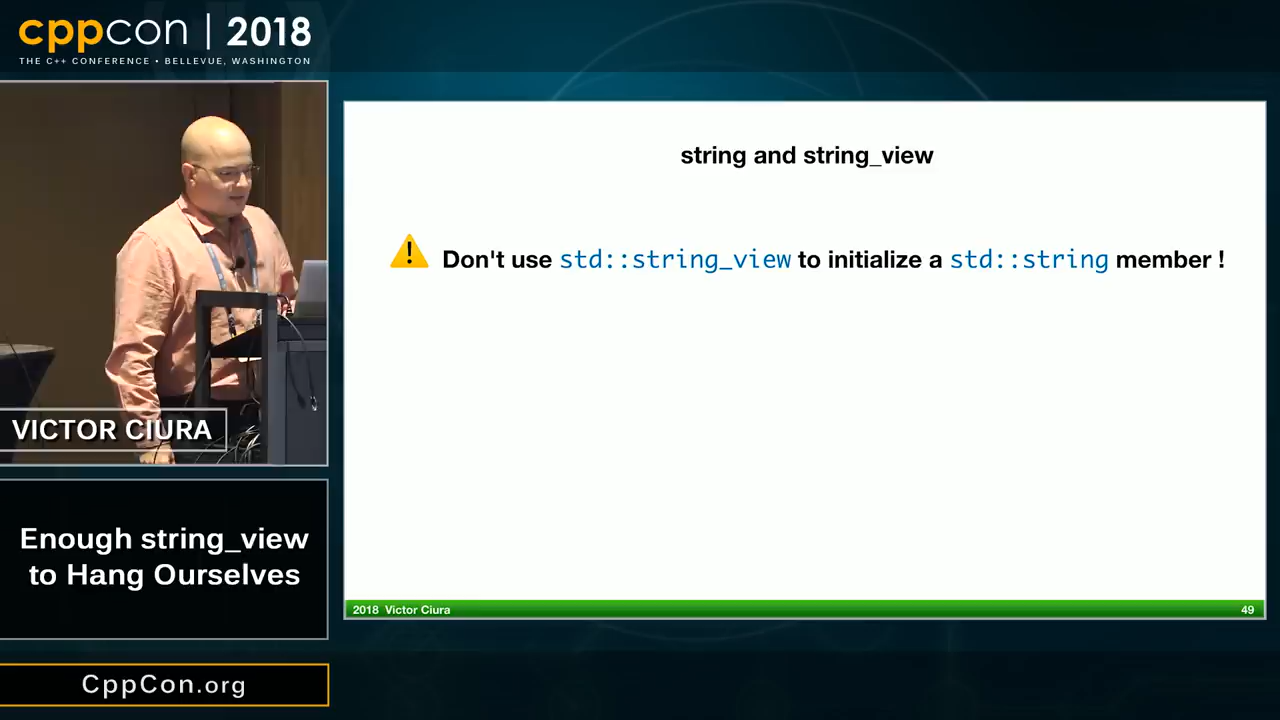 cppcon | 2018
THE C++ CONFERENCE • BELLEVUE, WASHINGTON
string and string_view
! Don't use std::string_view to initialize a std::string member !
VICTOR CIURA
Enough string_view
to Hang Ourselves
2018 Victor Ciura
49
CppCon.org